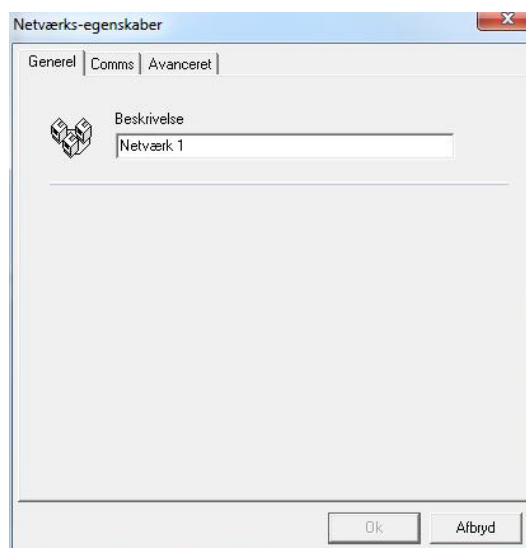 Netværks-egenskaber
Generel Comms Avanceret
Beskrivelse
Netværk 1
Ok Afbryd